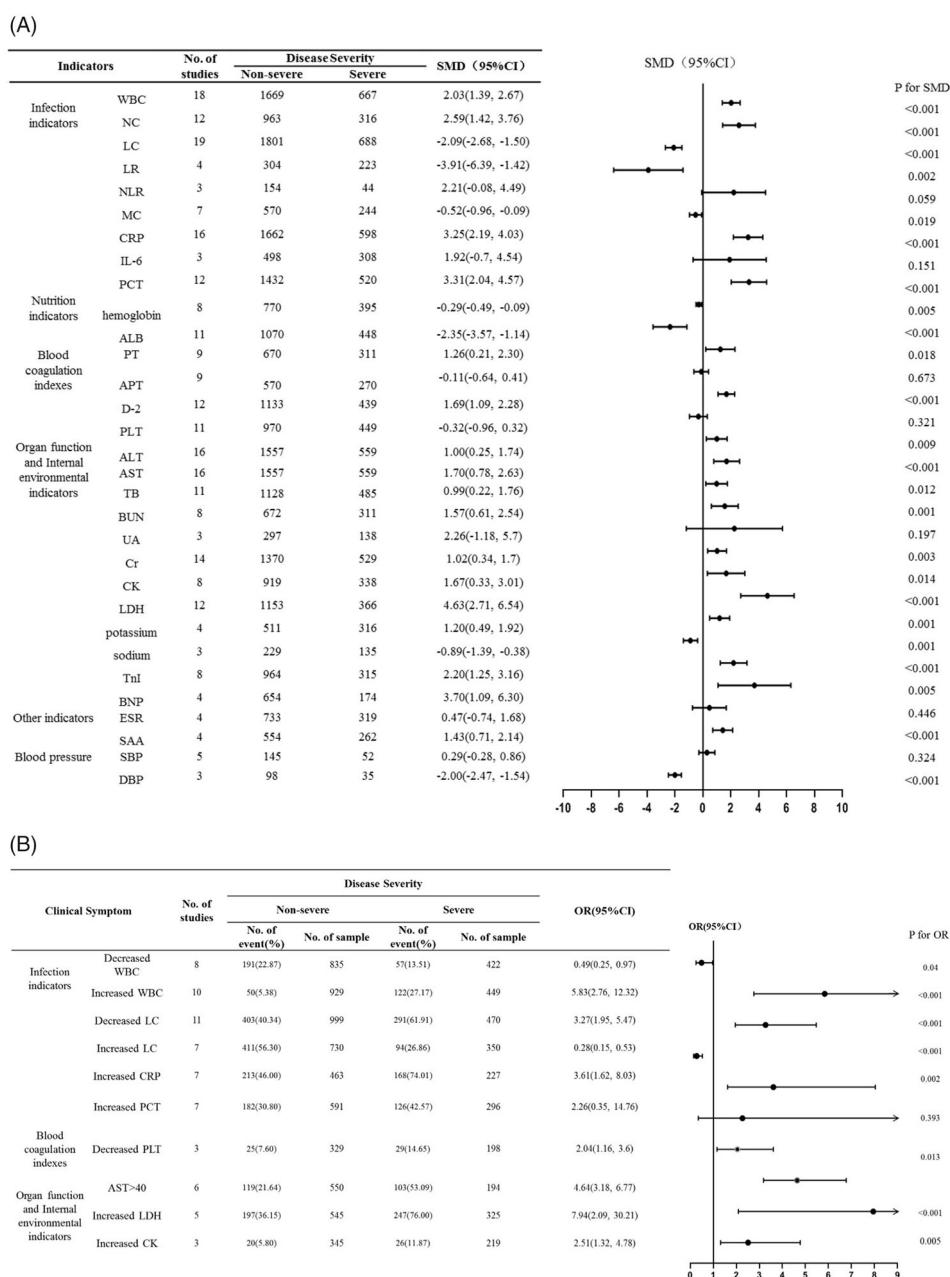 (A)
Indicators No. of studies Disease Severity SMD (95%CI) SMD (95%CI) P for SMD
Non-severe Severe
Infection indicators
WBC 18 1669 667 2.03(1.39, 2.67) <0.001
NC 12 963 316 2.59(1.42, 3.76) <0.001
LC 19 1801 688 -2.09(-2.68, -1.50) <0.001
LR 4 304 223 -3.91(-6.39, -1.42) 0.002
NLR 3 154 44 2.21(-0.08, 4.49) 0.059
MC 7 570 244 -0.52(-0.96, -0.09) 0.019
CRP 16 1662 598 3.25(2.19, 4.03) <0.001
IL-6 3 498 308 1.92(-0.7, 4.54) 0.151
PCT 12 1432 520 3.31(2.04, 4.57) <0.001
Nutrition indicators
hemoglobin 8 770 395 -0.29(-0.49, -0.09) 0.005
ALB 11 1070 448 -2.35(-3.57, -1.14) <0.001
Blood coagulation indexes
PT 9 670 311 1.26(0.21, 2.30) 0.018
APT 9 570 270 -0.11(-0.64, 0.41) 0.673
D-2 12 1133 439 1.69(1.09, 2.28) <0.001
PLT 11 970 449 -0.32(-0.96, 0.32) 0.321
Organ function and Internal environmental indicators
ALT 16 1557 559 1.00(0.25, 1.74) 0.009
AST 16 1557 559 1.70(0.78, 2.63) <0.001
TB 11 1128 485 0.99(0.22, 1.76) 0.012
BUN 8 672 311 1.57(0.61, 2.54) 0.001
UA 3 297 138 2.26(-1.18, 5.7) 0.197
Cr 14 1370 529 1.02(0.34, 1.7) 0.003
CK 8 919 338 1.67(0.33, 3.01) 0.014
LDH 12 1153 366 4.63(2.71, 6.54) <0.001
potassium 4 511 316 1.20(0.49, 1.92) 0.001
sodium 3 229 135 -0.89(-1.39, -0.38) 0.001
TnI 8 964 315 2.20(1.25, 3.16) <0.001
BNP 4 654 174 3.70(1.09, 6.30) 0.005
Other indicators ESR 4 733 319 0.47(-0.74, 1.68) 0.446
SAA 4 554 262 1.43(0.71, 2.14) <0.001
Blood pressure SBP 5 145 52 0.29(-0.28, 0.86) 0.324
DBP 3 98 35 -2.00(-2.47, -1.54) <0.001
-10 -8 -6 -4 -2 0 2 4 6 8 10
(B)
Clinical Symptom No. of studies Disease Severity OR(95%CI) OR(95%CI) P for OR
Non-severe Severe
No. of event(%) No. of sample No. of event(%) No. of sample
Infection indicators
Decreased WBC 8 191(22.87) 835 57(13.51) 422 0.49(0.25, 0.97) 0.04
Increased WBC 10 50(5.38) 929 122(27.17) 449 5.83(2.76, 12.32) <0.001
Decreased LC 11 403(40.34) 999 291(61.91) 470 3.27(1.95, 5.47) <0.001
Increased LC 7 411(56.30) 730 94(26.86) 350 0.28(0.15, 0.53) <0.001
Increased CRP 7 213(46.00) 463 168(74.01) 227 3.61(1.62, 8.03) 0.002
Increased PCT 7 182(30.80) 591 126(42.57) 296 2.26(0.35, 14.76) 0.393
Blood coagulation indexes
Decreased PLT 3 25(7.60) 329 29(14.65) 198 2.04(1.16, 3.6) 0.013
Organ function and Internal environmental indicators
AST>40 6 119(21.64) 550 103(53.09) 194 4.64(3.18, 6.77)
Increased LDH 5 197(36.15) 545 247(76.00) 325 7.94(2.09, 30.21) <0.001
Increased CK 3 20(5.80) 345 26(11.87) 219 2.51(1.32, 4.78) 0.005
0 1 2 3 4 5 6 7 8 9